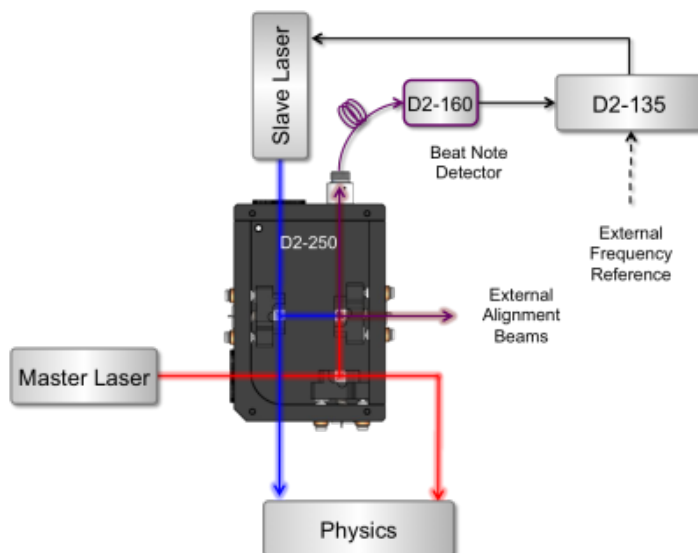 Slave Laser
D2-160
D2-135
Beat Note
Detector
D2-250
External
Frequency
Reference
External
Alignment
Beams
Master Laser
Physics